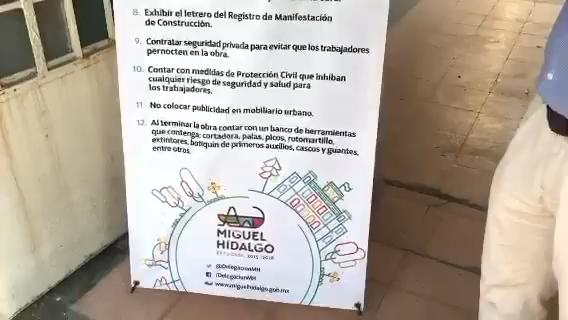 8. Exhibir el letrero del Registro de Manifestación
de Construcción.
9. Contratar seguridad privada para evitar que los trabajadores
pernocten en la obra.
10. Contar con medidas de Protección Civil que inhiban
cualquier riesgo de seguridad y salud para
los trabajadores.
11. No colocar publicidad en mobiliario urbano.
12. Al terminar la obra contar con un banco de herramientas
que contenga: cortadora, palas, picos, rotomartillo,
extintores, botiquín de primeros auxilios, cascos y guantes,
entre otros.
MIGUEL
HIDALGO
2015 - 2018
@DelegacionMH
/DelegacionMH
www.miguelhidalgo.gob.mx